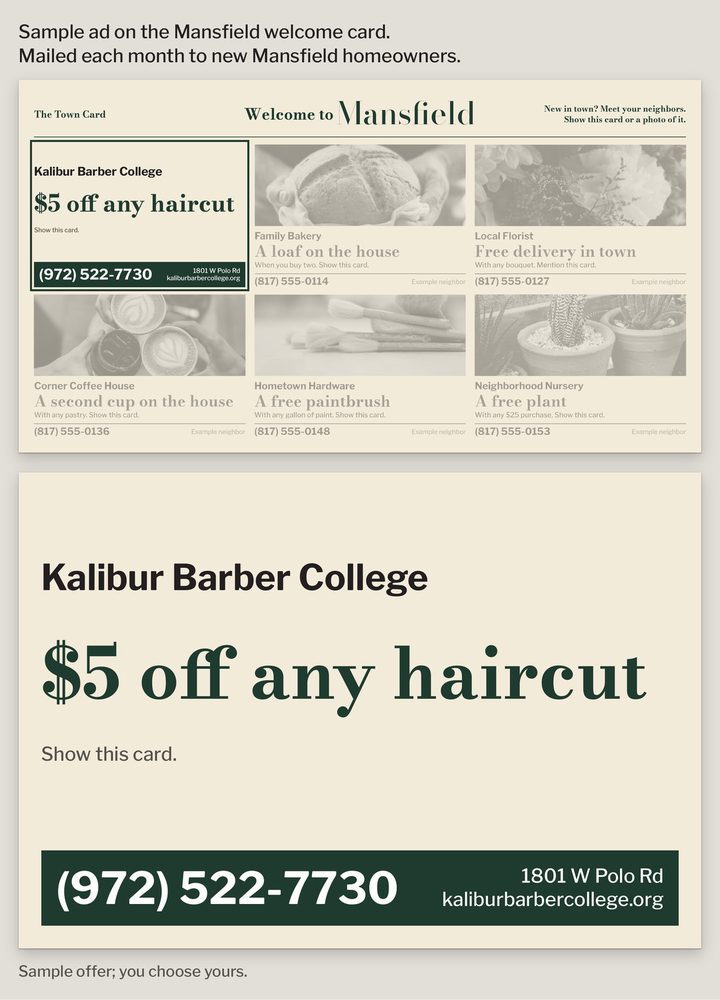 Sample ad on the Mansfield welcome card.
Mailed each month to new Mansfield homeowners.
The Town Card
Welcome to Mansfield
New in town? Meet your neighbors.
Show this card or a photo of it.
Kalibur Barber College
$5 off any haircut
Show this card.
(972) 522-7730
1801 W Polo Rd
kaliburbarbercollege.org
Family Bakery
A loaf on the house
When you buy two. Show this card.
(817) 555-0114
Example neighbor
Local Florist
Free delivery in town
With any bouquet. Mention this card.
(817) 555-0127
Example neighbor
Corner Coffee House
A second cup on the house
With any pastry. Show this card.
(817) 555-0136
Example neighbor
Hometown Hardware
A free paintbrush
With any gallon of paint. Show this card.
(817) 555-0148
Example neighbor
Neighborhood Nursery
A free plant
With any $25 purchase. Show this card.
(817) 555-0153
Example neighbor
Kalibur Barber College
$5 off any haircut
Show this card.
(972) 522-7730
1801 W Polo Rd
kaliburbarbercollege.org
Sample offer; you choose yours.